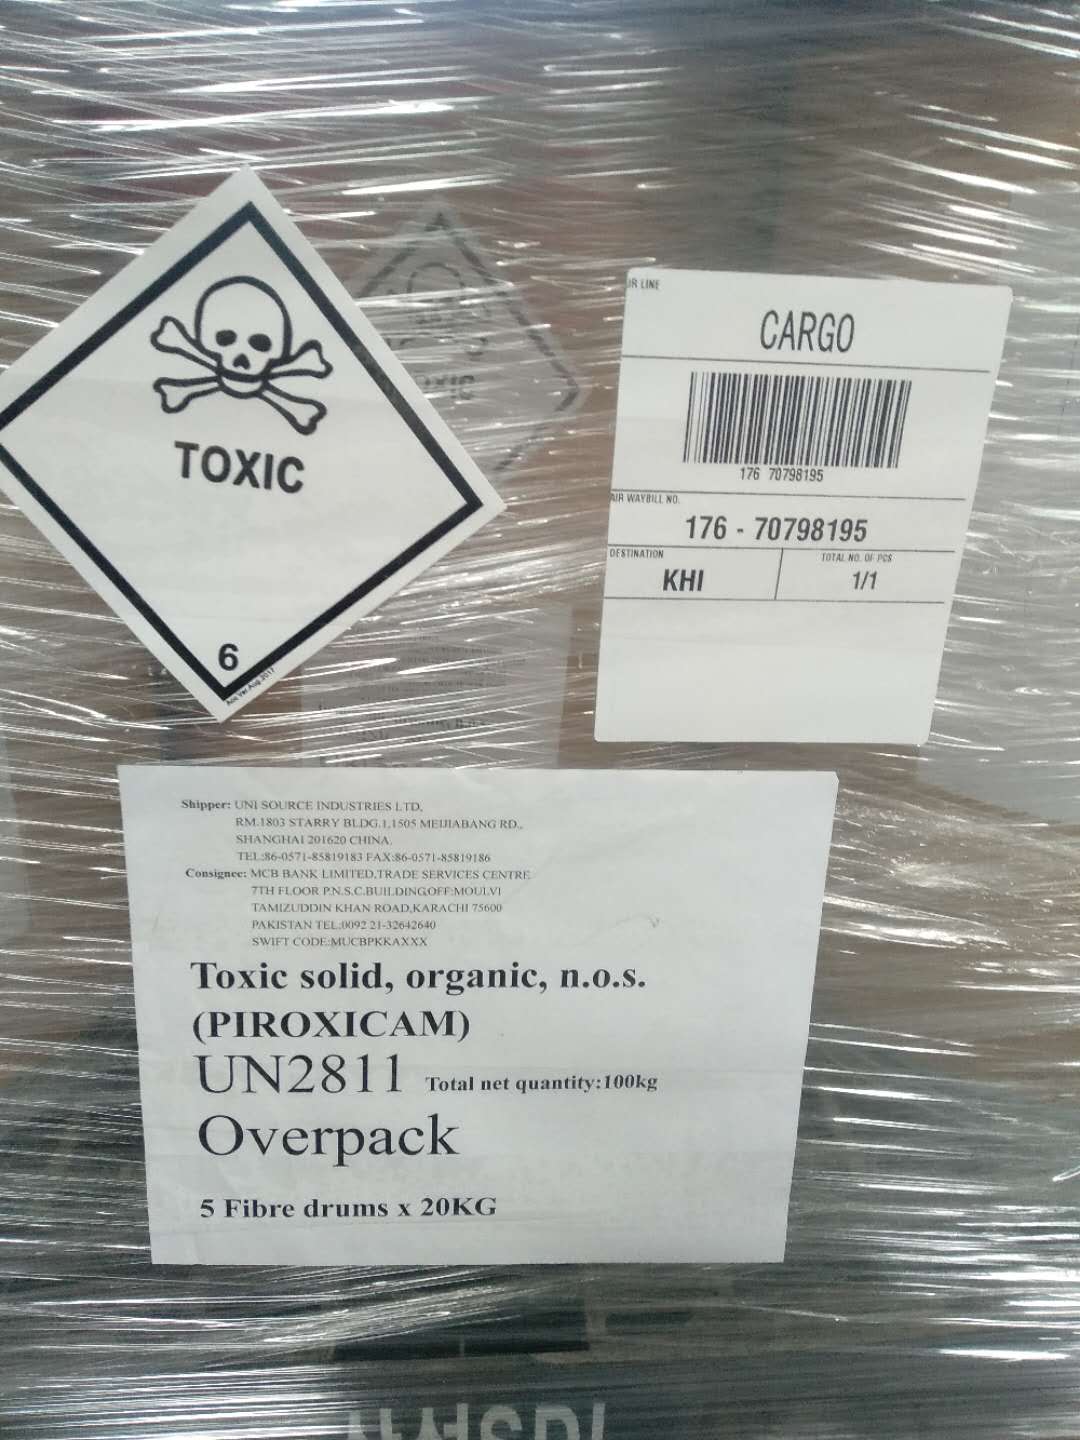 TOXIC
6
TOXIC
CARGO
176 70798195
AIR WAYBILL NO.
176 - 70798195
DESTINATION
KHI
TOTAL NO. OF PCS
1/1
Shipper: UNI SOURCE INDUSTRIES LTD,
RM.1803 STARRY BLDG.1,1505 MEIJIABANG RD.,
SHANGHAI 201620 CHINA.
TEL:86-0571-85819183 FAX:86-0571-85819186
Consignee: MCB BANK LIMITED,TRADE SERVICES CENTRE
7TH FLOOR P.N.S.C.BUILDING,OFF:MOULVI
TAMIZUDDIN KHAN ROAD,KARACHI 75600
PAKISTAN TEL:0092 21-32642640
SWIFT CODE:MUCBPKKAXXX
Toxic solid, organic, n.o.s.
(PIROXICAM)
UN2811 Total net quantity:100kg
Overpack
5 Fibre drums x 20KG